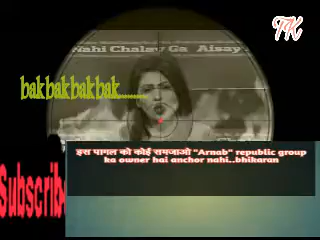 TK
Nahi Chalay Ga Aisay
bakbakbakbak..........
इस पागल को कोई समजाओ "Arnab" republic group
ka owner hai anchor nahi..bhikaran
Subscrib